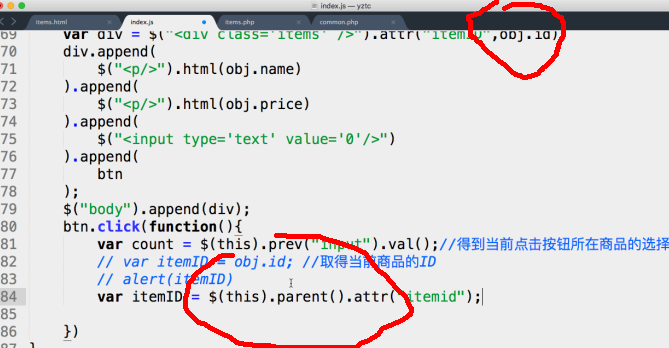 index.js — yztc
items.html
index.js
items.php
common.php
69 var div = $("<div class='items' />").attr("itemID",obj.id)
70 div.append(
71 $("<p/>").html(obj.name)
72 ).append(
73 $("<p/>").html(obj.price)
74 ).append(
75 $("<input type='text' value='0'/>")
76 ).append(
77 btn
78 );
79 $("body").append(div);
80 btn.click(function(){
81 var count = $(this).prev("input").val();//得到当前点击按钮所在商品的选择
82 // var itemID = obj.id; //取得当前商品的ID
83 // alert(itemID)
84 var itemID = $(this).parent().attr("itemid");
85
86 })
87 }